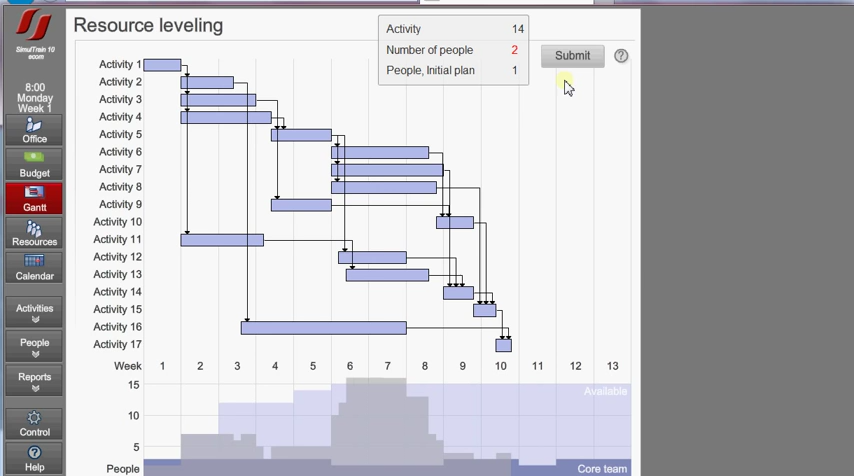 Resource leveling
Activity 14
Number of people 2
People, Initial plan 1
Submit
?
SimulTrain 10
ecom
8:00
Monday
Week 1
Office
Budget
Gantt
Resources
Calendar
Activities
People
Reports
Control
Help
Activity 1
Activity 2
Activity 3
Activity 4
Activity 5
Activity 6
Activity 7
Activity 8
Activity 9
Activity 10
Activity 11
Activity 12
Activity 13
Activity 14
Activity 15
Activity 16
Activity 17
Week 1 2 3 4 5 6 7 8 9 10 11 12 13
15
Available
10
5
People
Core team